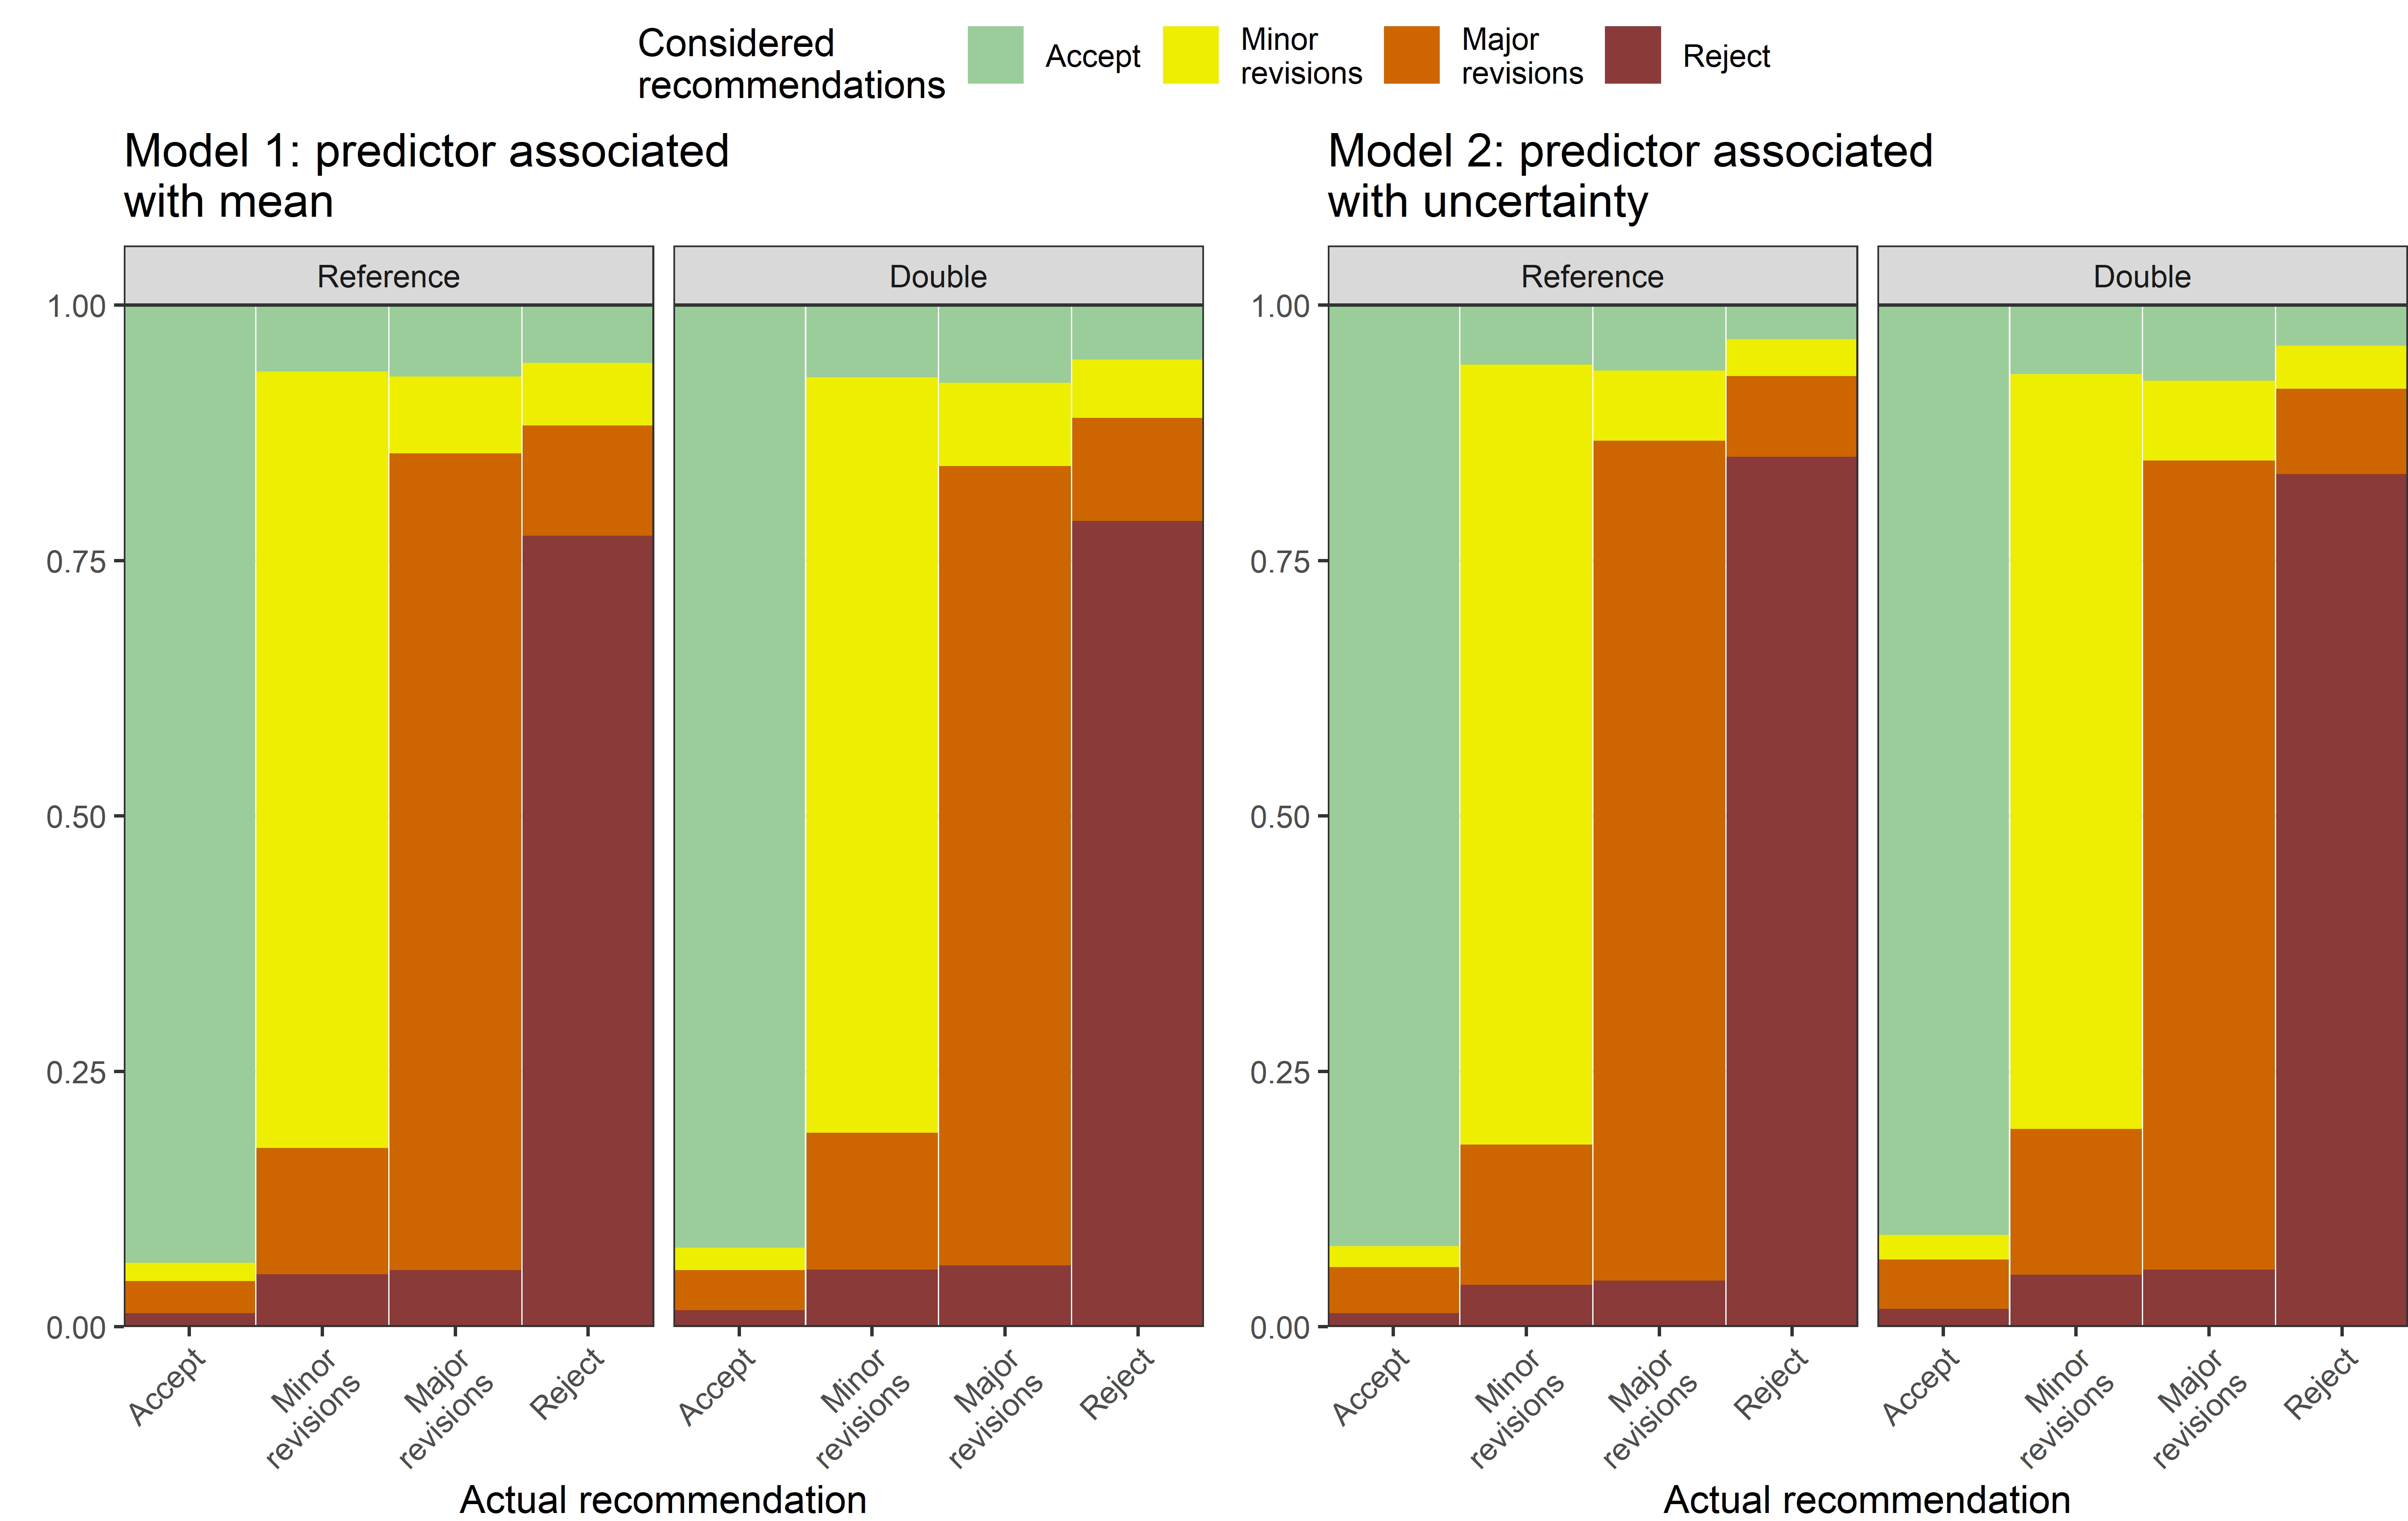 Considered
recommendations
Accept
Minor
revisions
Major
revisions
Reject
Model 1: predictor associated
with mean
Reference
Double
1.00
0.75
0.50
0.25
0.00
Accept
Minor
revisions
Major
revisions
Reject
Accept
Minor
revisions
Major
revisions
Reject
Actual recommendation
Model 2: predictor associated
with uncertainty
Reference
Double
1.00
0.75
0.50
0.25
0.00
Accept
Minor
revisions
Major
revisions
Reject
Accept
Minor
revisions
Major
revisions
Reject
Actual recommendation